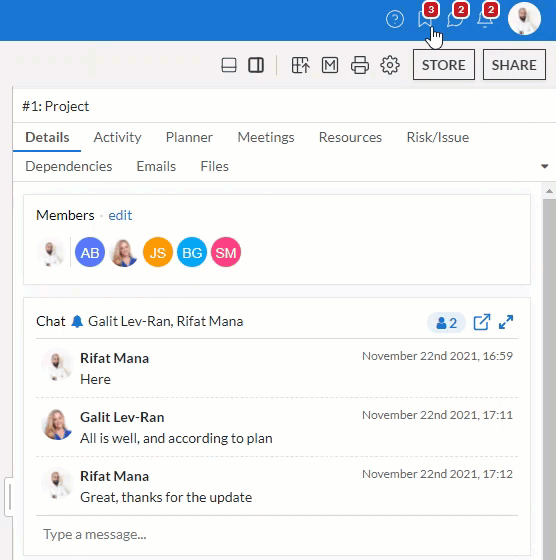 3 2 2
STORE SHARE
#1: Project
Details Activity Planner Meetings Resources Risk/Issue
Dependencies Emails Files
Members · edit
AB JS BG SM
Chat Galit Lev-Ran, Rifat Mana 2
Rifat Mana November 22nd 2021, 16:59
Here
Galit Lev-Ran November 22nd 2021, 17:11
All is well, and according to plan
Rifat Mana November 22nd 2021, 17:12
Great, thanks for the update
Type a message...